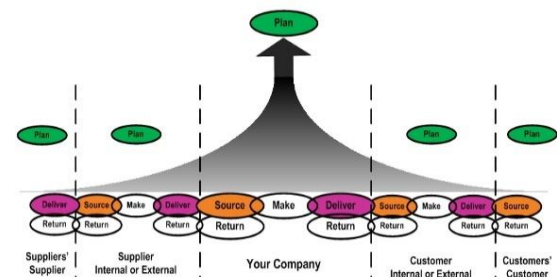 Plan
Plan
Plan
Plan
Plan
Deliver Source Make Deliver Source Make Deliver Source Make Deliver Source
Return Return Return Return Return Return Return Return
Suppliers' Supplier Your Company Customer Customers'
Supplier Internal or External Internal or External Customer